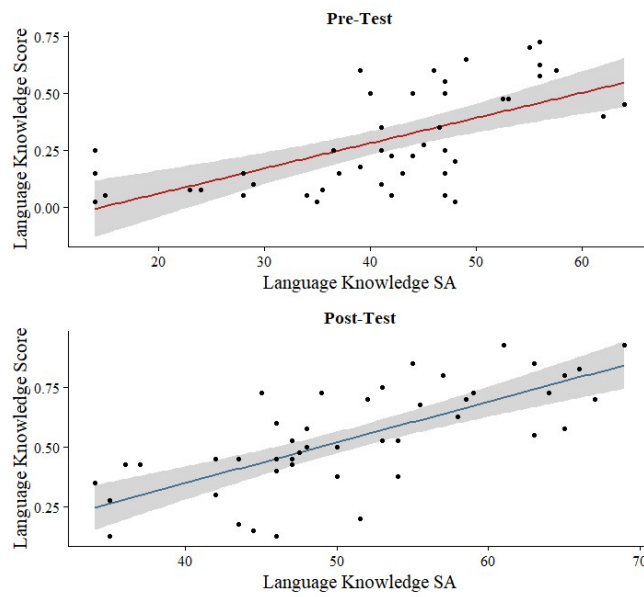 Pre-Test
Language Knowledge Score
0.75
0.50
0.25
0.00
20 30 40 50 60
Language Knowledge SA
Post-Test
Language Knowledge Score
0.75
0.50
0.25
40 50 60 70
Language Knowledge SA